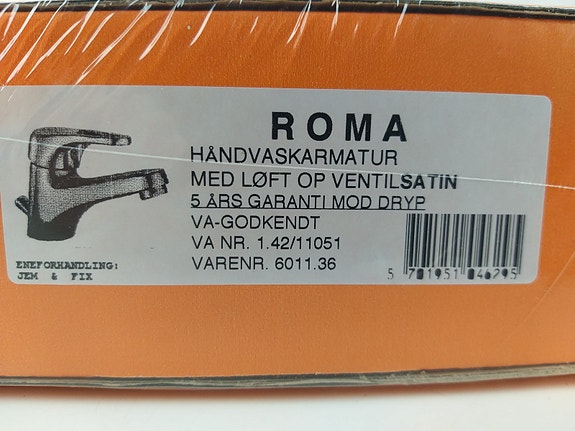 ROMA
HÅNDVASKARMATUR
MED LØFT OP VENTILSATIN
5 ÅRS GARANTI MOD DRYP
VA-GODKENDT
VA NR. 1.42/11051
VARENR. 6011.36
ENEFORHANDLING:
JEM & FIX
5 701951 046295